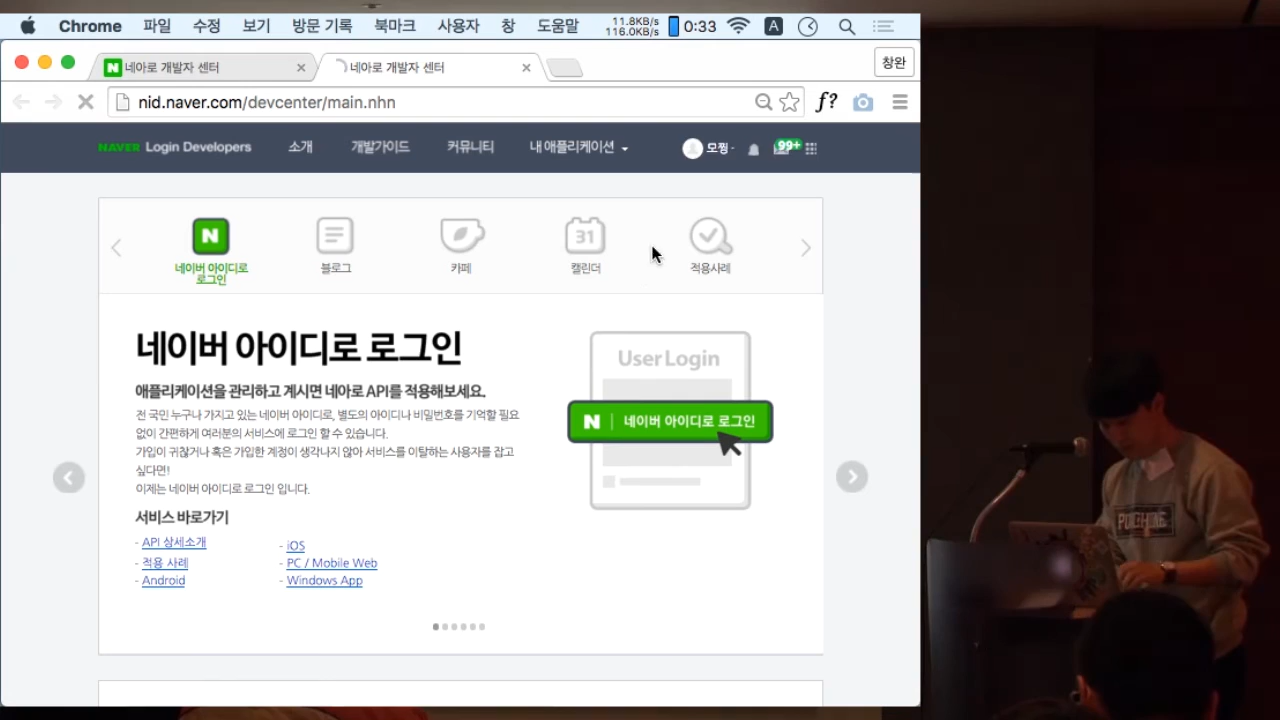 Chrome 파일 수정 보기 방문 기록 북마크 사용자 창 도움말 11.8KB/s 116.0KB/s 0:33 A
네아로 개발자 센터
네아로 개발자 센터
창완
nid.naver.com/devcenter/main.nhn
f?
NAVER Login Developers 소개 개발가이드 커뮤니티 내 애플리케이션 모찡 99+
N
31
네이버 아이디로
로그인
블로그
카페
캘린더
적용사례
네이버 아이디로 로그인
애플리케이션을 관리하고 계시면 네아로 API를 적용해보세요.
전 국민 누구나 가지고 있는 네이버 아이디로, 별도의 아이디나 비밀번호를 기억할 필요
없이 간편하게 여러분의 서비스에 로그인 할 수 있습니다.
가입이 귀찮거나 혹은 가입한 계정이 생각나지 않아 서비스를 이탈하는 사용자를 잡고
싶다면!
이제는 네이버 아이디로 로그인 입니다.
User Login
N 네이버 아이디로 로그인
서비스 바로가기
- API 상세소개
- 적용 사례
- Android
- iOS
- PC / Mobile Web
- Windows App